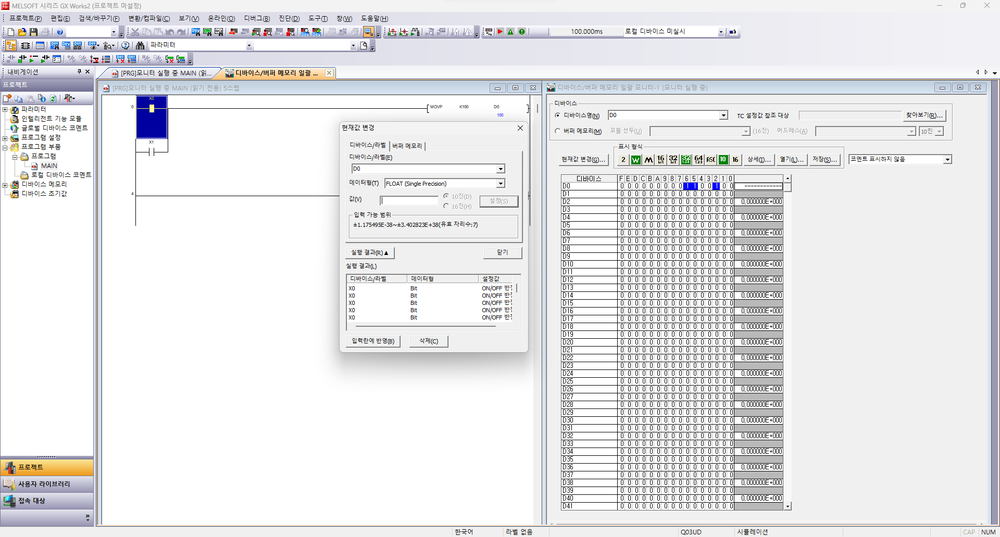 MELSOFT 시리즈 GX Works2 (프로젝트 미설정)
프로젝트(P) 편집(E) 검색/바꾸기(F) 변환/컴파일(C) 보기(V) 온라인(O) 디버그(B) 진단(D) 도구(T) 창(W) 도움말(H)
100.000ms 로컬 디바이스 미실시
파라미터
내비게이션
[PRG]모니터 실행 중 MAIN (읽... 디바이스/버퍼 메모리 일괄 ...
프로젝트
파라미터
인텔리전트 기능 모듈
글로벌 디바이스 코멘트
프로그램 설정
프로그램 부품
프로그램
MAIN
로컬 디바이스 코멘트
디바이스 메모리
디바이스 초기값
프로젝트
사용자 라이브러리
접속 대상
[PRG]모니터 실행 중 MAIN (읽기 전용) 5스텝
X0
0 MOVP K100 D0
100
X1
4
현재값 변경
디바이스/라벨 버퍼 메모리
디바이스/라벨(E)
D0
데이터형(T) FLOAT (Single Precision)
값(V) 10진(D) 설정(S)
16진(H)
입력 가능 범위
±1.175495E-38~±3.402823E+38(유효 자리수:7)
실행 결과(R)▲ 닫기
실행 결과(L)
디바이스/라벨 데이터형 설정값
X0 Bit ON/OFF 반전
X0 Bit ON/OFF 반전
X0 Bit ON/OFF 반전
X0 Bit ON/OFF 반전
X0 Bit ON/OFF 반전
입력란에 반영(B) 삭제(C)
디바이스/버퍼 메모리 일괄 모니터-1 (모니터 실행 중)
디바이스
디바이스명(N) D0 TC 설정값 참조 대상 찾아보기(R)...
버퍼 메모리(M) 모듈 선두(U) (16진) 어드레스(A) 10진
표시 형식
현재값 변경(G)... 2 W M 16bit 32bit 32 1.23 64 1.23 ASC 10 16 상세(I)... 열기(L)... 저장(S)... 코멘트 표시하지 않음
디바이스 F E D C B A 9 8 7 6 5 4 3 2 1 0
D0 0 0 0 0 0 0 0 0 0 1 1 0 0 1 0 0 ------------
D1 0 0 0 0 0 0 0 0 0 0 0 0 0 0 0 0
D2 0 0 0 0 0 0 0 0 0 0 0 0 0 0 0 0 0.000000E+000
D3 0 0 0 0 0 0 0 0 0 0 0 0 0 0 0 0
D4 0 0 0 0 0 0 0 0 0 0 0 0 0 0 0 0 0.000000E+000
D5 0 0 0 0 0 0 0 0 0 0 0 0 0 0 0 0
D6 0 0 0 0 0 0 0 0 0 0 0 0 0 0 0 0 0.000000E+000
D7 0 0 0 0 0 0 0 0 0 0 0 0 0 0 0 0
D8 0 0 0 0 0 0 0 0 0 0 0 0 0 0 0 0 0.000000E+000
D9 0 0 0 0 0 0 0 0 0 0 0 0 0 0 0 0
D10 0 0 0 0 0 0 0 0 0 0 0 0 0 0 0 0 0.000000E+000
D11 0 0 0 0 0 0 0 0 0 0 0 0 0 0 0 0
D12 0 0 0 0 0 0 0 0 0 0 0 0 0 0 0 0 0.000000E+000
D13 0 0 0 0 0 0 0 0 0 0 0 0 0 0 0 0
D14 0 0 0 0 0 0 0 0 0 0 0 0 0 0 0 0 0.000000E+000
D15 0 0 0 0 0 0 0 0 0 0 0 0 0 0 0 0
D16 0 0 0 0 0 0 0 0 0 0 0 0 0 0 0 0 0.000000E+000
D17 0 0 0 0 0 0 0 0 0 0 0 0 0 0 0 0
D18 0 0 0 0 0 0 0 0 0 0 0 0 0 0 0 0 0.000000E+000
D19 0 0 0 0 0 0 0 0 0 0 0 0 0 0 0 0
D20 0 0 0 0 0 0 0 0 0 0 0 0 0 0 0 0 0.000000E+000
D21 0 0 0 0 0 0 0 0 0 0 0 0 0 0 0 0
D22 0 0 0 0 0 0 0 0 0 0 0 0 0 0 0 0 0.000000E+000
D23 0 0 0 0 0 0 0 0 0 0 0 0 0 0 0 0
D24 0 0 0 0 0 0 0 0 0 0 0 0 0 0 0 0 0.000000E+000
D25 0 0 0 0 0 0 0 0 0 0 0 0 0 0 0 0
D26 0 0 0 0 0 0 0 0 0 0 0 0 0 0 0 0 0.000000E+000
D27 0 0 0 0 0 0 0 0 0 0 0 0 0 0 0 0
D28 0 0 0 0 0 0 0 0 0 0 0 0 0 0 0 0 0.000000E+000
D29 0 0 0 0 0 0 0 0 0 0 0 0 0 0 0 0
D30 0 0 0 0 0 0 0 0 0 0 0 0 0 0 0 0 0.000000E+000
D31 0 0 0 0 0 0 0 0 0 0 0 0 0 0 0 0
D32 0 0 0 0 0 0 0 0 0 0 0 0 0 0 0 0 0.000000E+000
D33 0 0 0 0 0 0 0 0 0 0 0 0 0 0 0 0
D34 0 0 0 0 0 0 0 0 0 0 0 0 0 0 0 0 0.000000E+000
D35 0 0 0 0 0 0 0 0 0 0 0 0 0 0 0 0
D36 0 0 0 0 0 0 0 0 0 0 0 0 0 0 0 0 0.000000E+000
D37 0 0 0 0 0 0 0 0 0 0 0 0 0 0 0 0
D38 0 0 0 0 0 0 0 0 0 0 0 0 0 0 0 0 0.000000E+000
D39 0 0 0 0 0 0 0 0 0 0 0 0 0 0 0 0
D40 0 0 0 0 0 0 0 0 0 0 0 0 0 0 0 0 0.000000E+000
D41 0 0 0 0 0 0 0 0 0 0 0 0 0 0 0 0
한국어 라벨 없음 Q03UD 시뮬레이션 CAP NUM